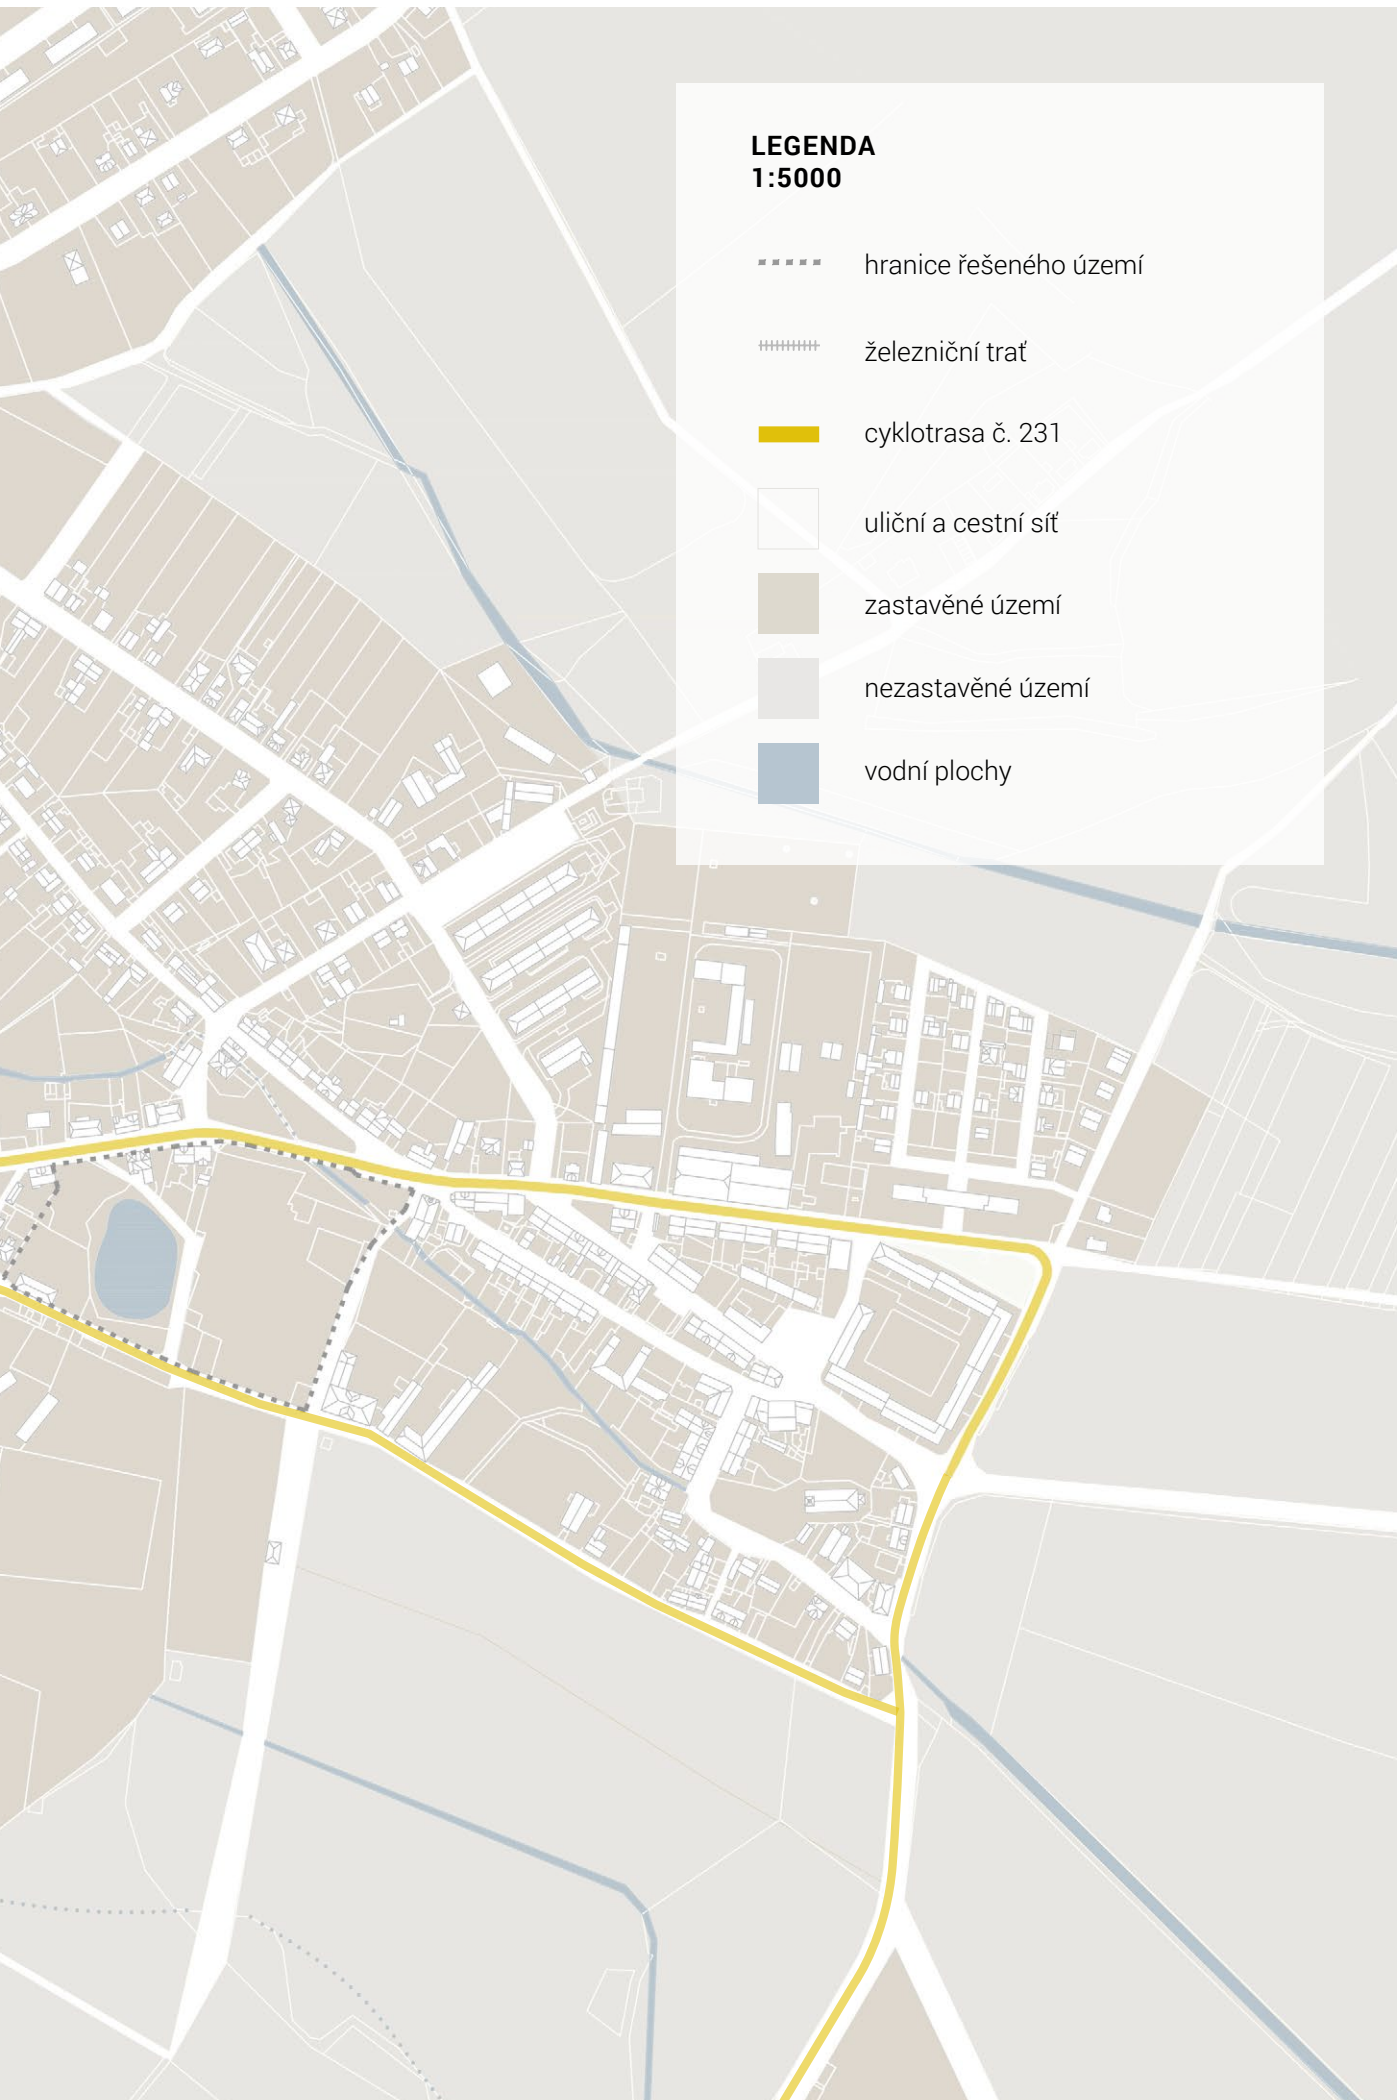 LEGENDA
1:5000
hranice řešeného území
železniční trať
cyklotrasa č. 231
uliční a cestní síť
zastavěné území
nezastavěné území
vodní plochy